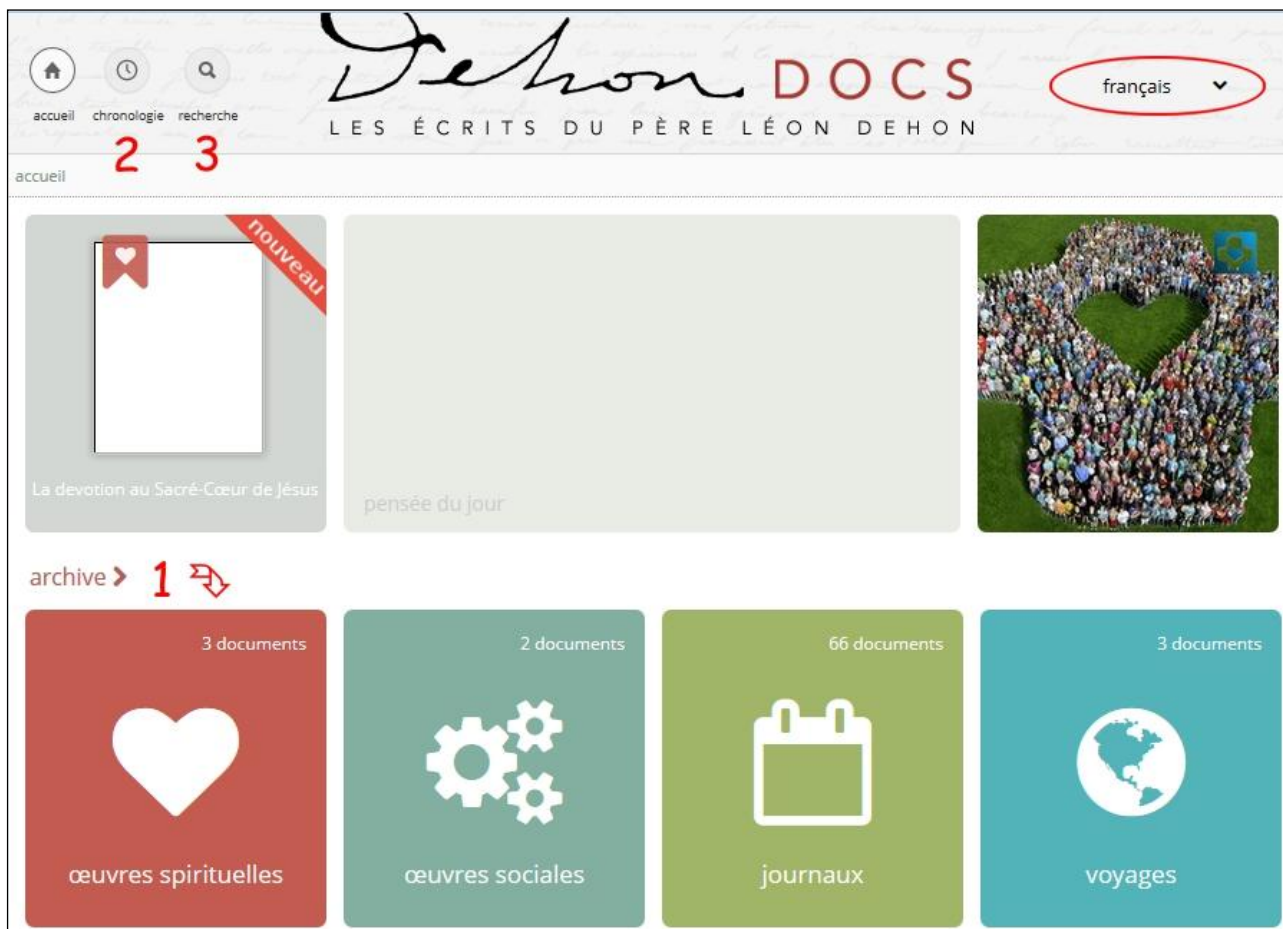 Dehon DOCS
français
accueil chronologie recherche
LES ÉCRITS DU PÈRE LÉON DEHON
2 3
accueil
nouveau
La devotion au Sacré-Cœur de Jésus
pensée du jour
archive 1
3 documents
2 documents
66 documents
3 documents
œuvres spirituelles
œuvres sociales
journaux
voyages